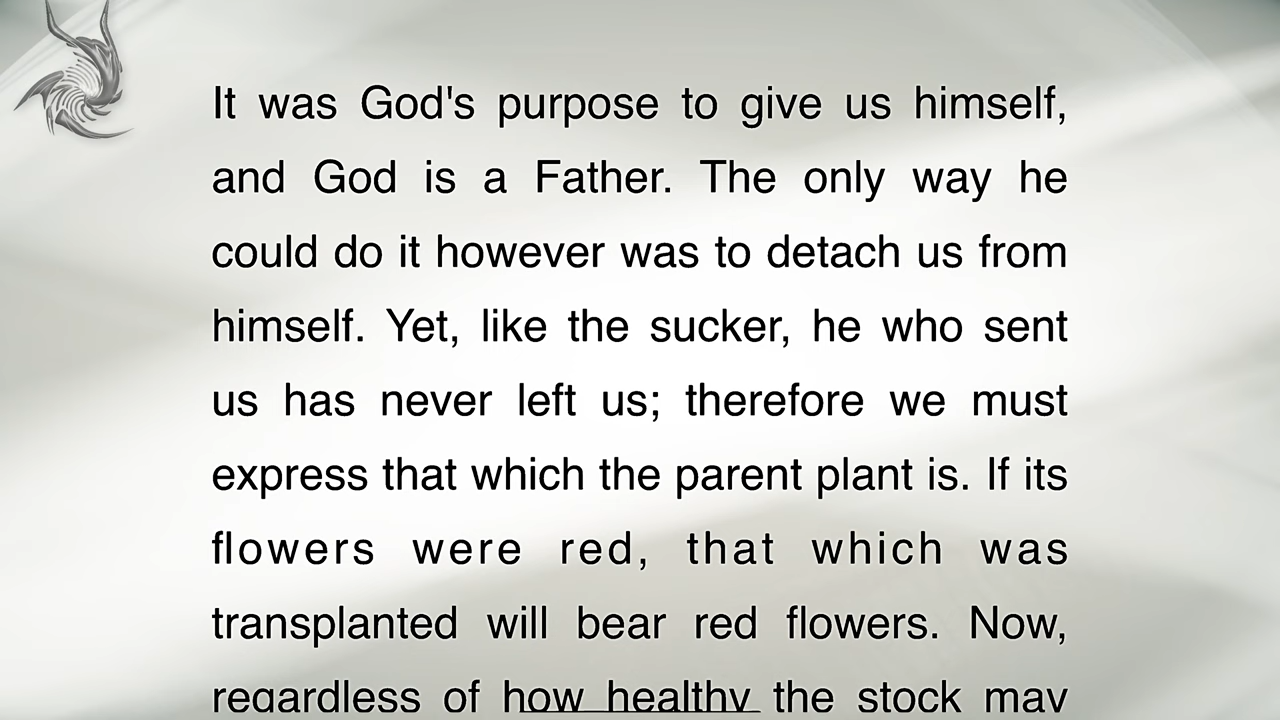 It was God's purpose to give us himself,
and God is a Father. The only way he
could do it however was to detach us from
himself. Yet, like the sucker, he who sent
us has never left us; therefore we must
express that which the parent plant is. If its
flowers were red, that which was
transplanted will bear red flowers. Now,
regardless of how healthy the stock may